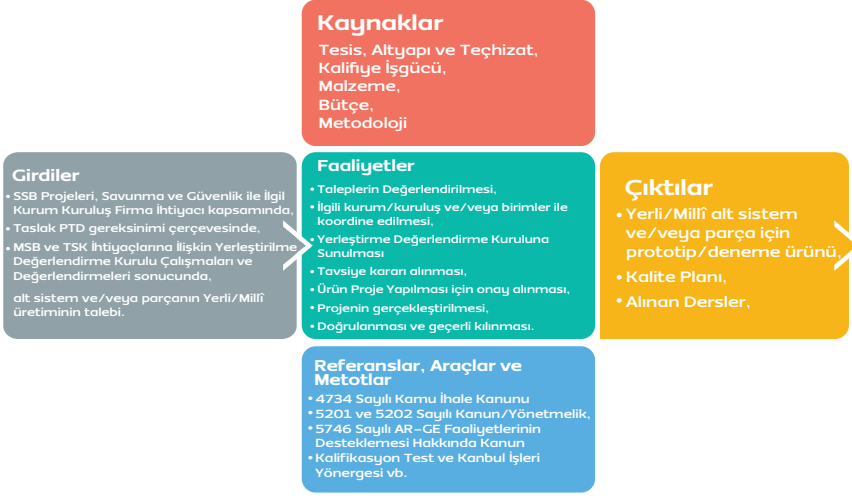 Kaynaklar
Tesis, Altyapı ve Teçhizat,
Kalifiye İşgücü,
Malzeme,
Bütçe,
Metodoloji
Girdiler
• SSB Projeleri, Savunma ve Güvenlik ile İlgil
Kurum Kuruluş Firma İhtiyacı kapsamında,
• Taslak PTD gereksinimi çerçevesinde,
• MSB ve TSK İhtiyaçlarına İlişkin Yerleştirilme
Değerlendirme Kurulu Çalışmaları ve
Değerlendirmeleri sonucunda,
alt sistem ve/veya parçanın Yerli/Millî
üretiminin talebi.
Faaliyetler
• Taleplerin Değerlendirilmesi,
• İlgili kurum/kuruluş ve/veya birimler ile
koordine edilmesi,
• Yerleştirme Değerlendirme Kuruluna
Sunulması
• Tavsiye kararı alınması,
• Ürün Proje Yapılması için onay alınması,
• Projenin gerçekleştirilmesi,
• Doğrulanması ve geçerli kılınması.
Çıktılar
• Yerli/Millî alt sistem
ve/veya parça için
prototip/deneme ürünü,
• Kalite Planı,
• Alınan Dersler,
Referanslar, Araçlar ve
Metotlar
• 4734 Sayılı Kamu İhale Kanunu
• 5201 ve 5202 Sayılı Kanun/Yönetmelik,
• 5746 Sayılı AR-GE Faaliyetlerinin
Desteklemesi Hakkında Kanun
• Kalifikasyon Test ve Kanbul İşleri
Yönergesi vb.